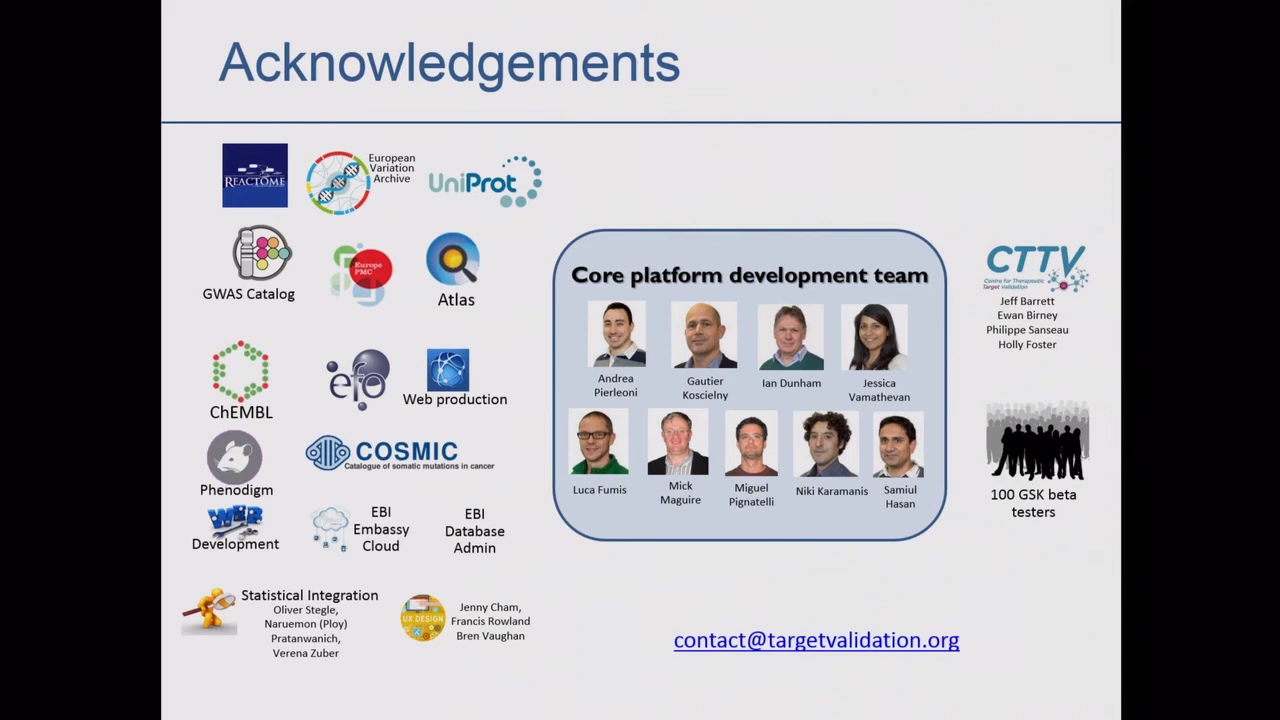 Acknowledgements
REACTOME
European
Variation
Archive
UniProt
GWAS Catalog
Europe
PMC
Atlas
ChEMBL
efo
Web production
Phenodigm
COSMIC
Catalogue of somatic mutations in cancer
WEB
Development
EBI
Embassy
Cloud
EBI
Database
Admin
Statistical Integration
Oliver Stegle,
Naruemon (Ploy)
Pratanwanich,
Verena Zuber
UX DESIGN
Jenny Cham,
Francis Rowland
Bren Vaughan
Core platform development team
Andrea
Pierleoni
Gautier
Koscielny
Ian Dunham
Jessica
Vamathevan
Luca Fumis
Mick
Maguire
Miguel
Pignatelli
Niki Karamanis
Samiul
Hasan
CTTV
Centre for Therapeutic
Target Validation
Jeff Barrett
Ewan Birney
Philippe Sanseau
Holly Foster
100 GSK beta
testers
contact@targetvalidation.org